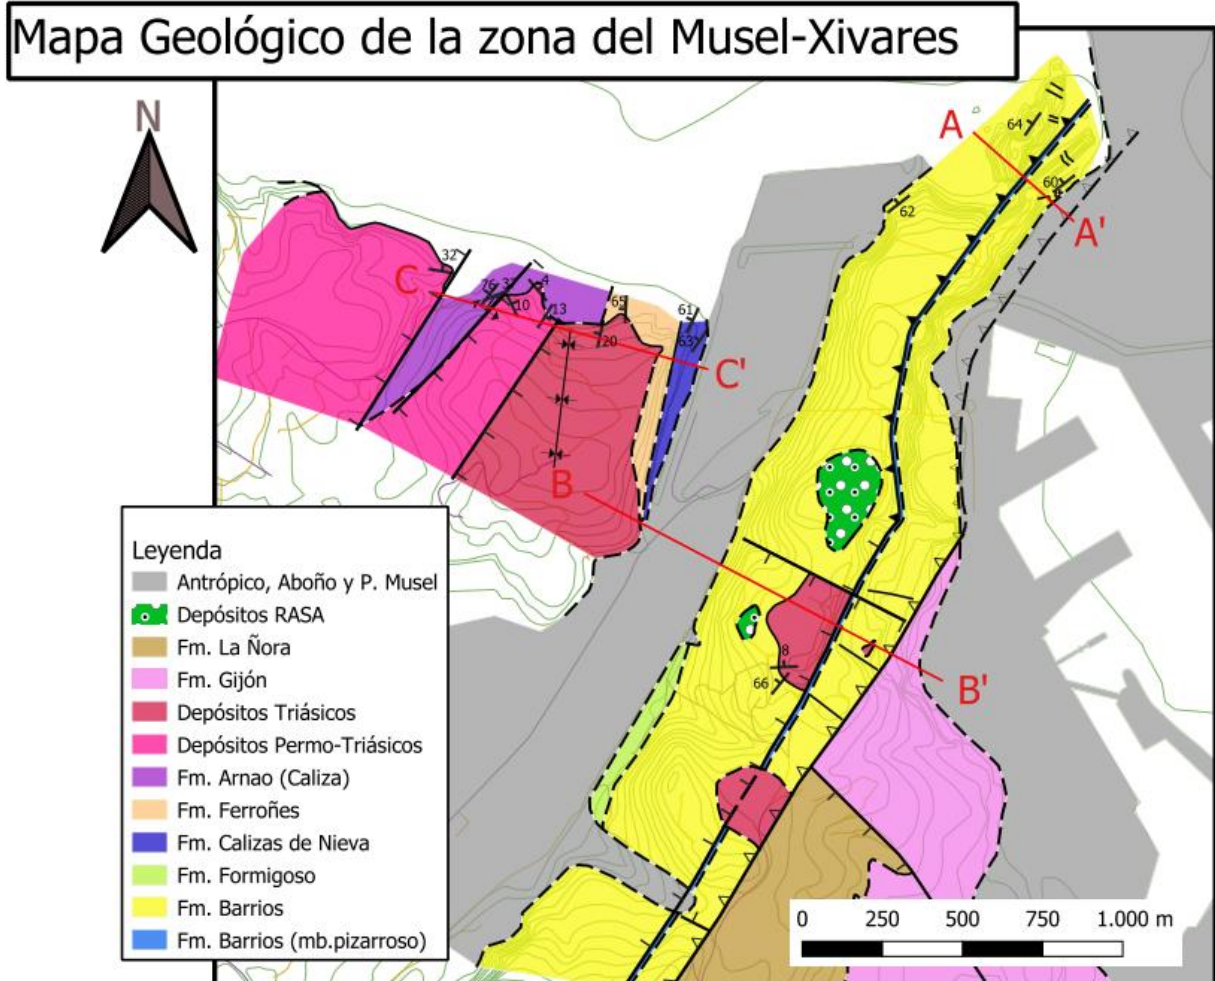 Mapa Geológico de la zona del Musel-Xivares
N
A
64
60
62
A'
32
C
76
37
4
10
13
65
20
61
63
C'
B
8
66
B'
Leyenda
Antrópico, Aboño y P. Musel
Depósitos RASA
Fm. La Ñora
Fm. Gijón
Depósitos Triásicos
Depósitos Permo-Triásicos
Fm. Arnao (Caliza)
Fm. Ferroñes
Fm. Calizas de Nieva
Fm. Formigoso
Fm. Barrios
Fm. Barrios (mb.pizarroso)
0 250 500 750 1.000 m